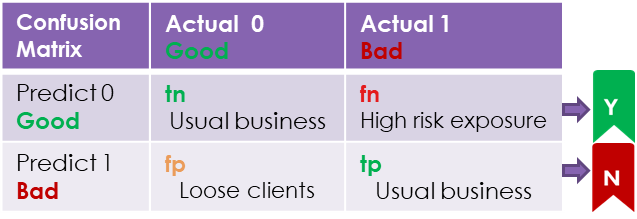 Confusion Matrix
Actual 0
Good
Actual 1
Bad
Predict 0
Good
tn
Usual business
fn
High risk exposure
Y
Predict 1
Bad
fp
Loose clients
tp
Usual business
N